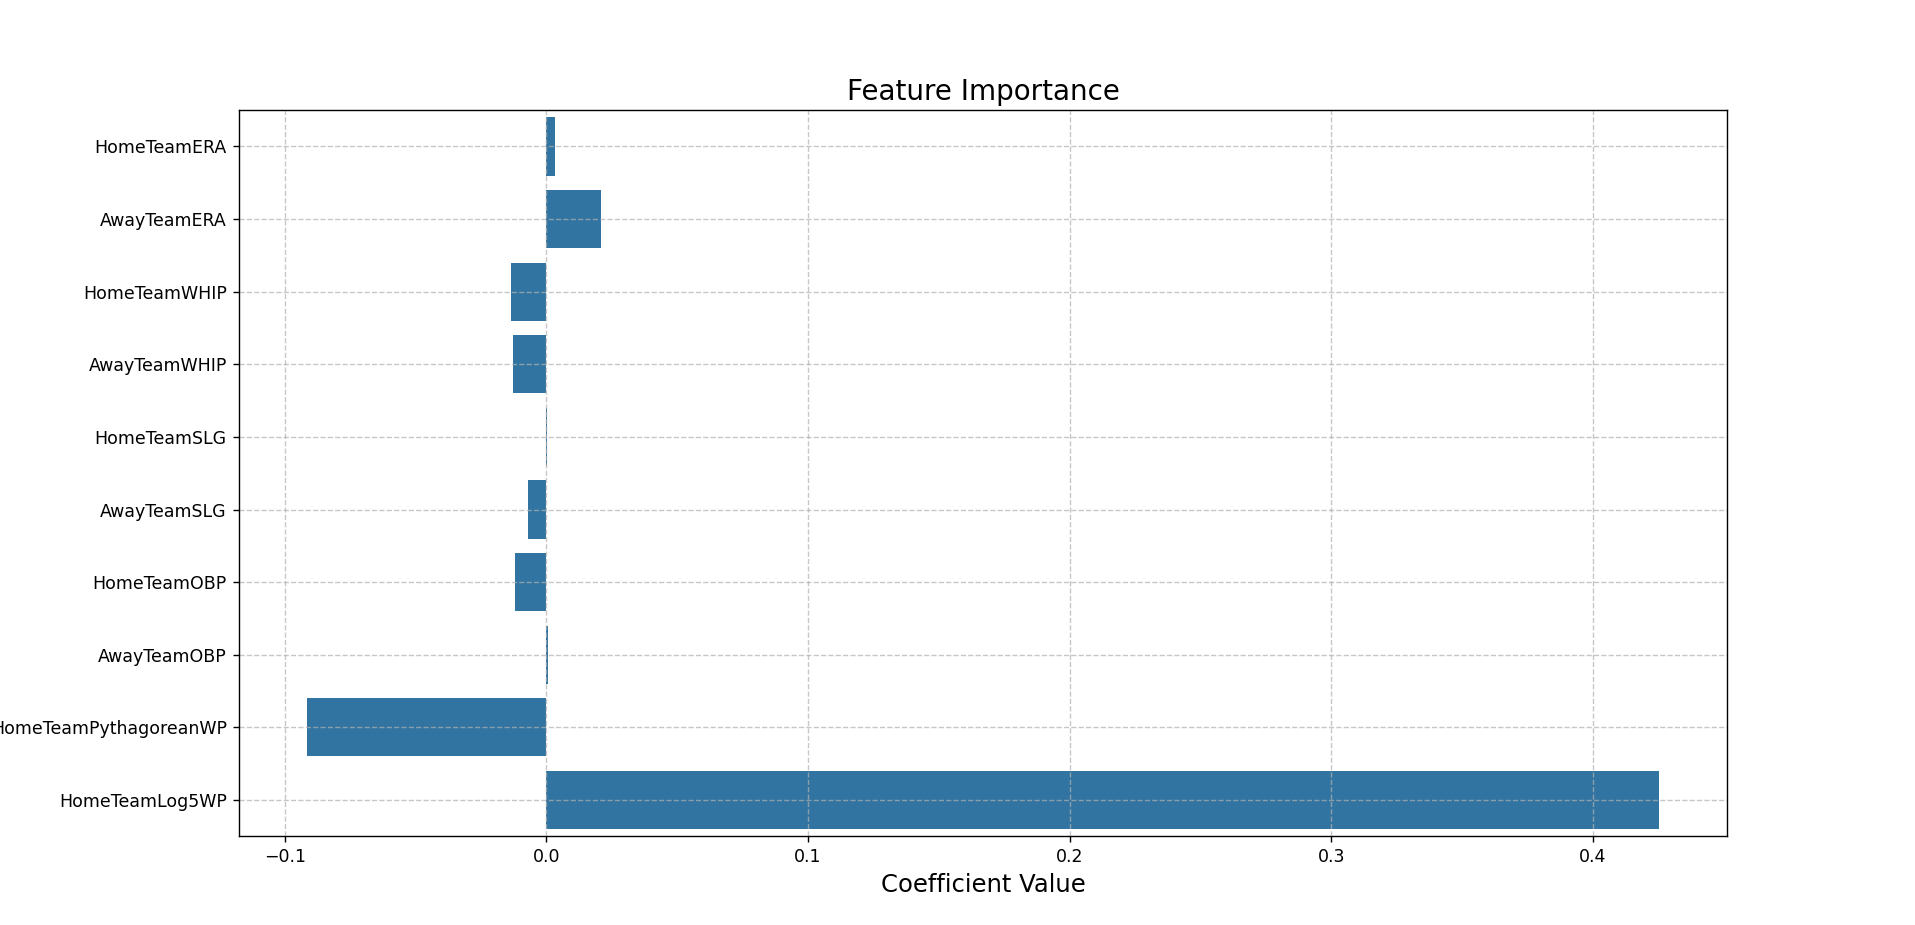 Feature Importance
HomeTeamERA
AwayTeamERA
HomeTeamWHIP
AwayTeamWHIP
HomeTeamSLG
AwayTeamSLG
HomeTeamOBP
AwayTeamOBP
HomeTeamPythagoreanWP
HomeTeamLog5WP
−0.1 0.0 0.1 0.2 0.3 0.4
Coefficient Value